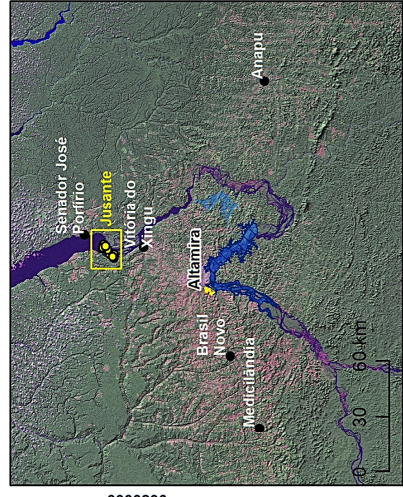 Senador José
Porfírio
Jusante
Vitória do
Xingu
Altamira
Brasil
Novo
Medicilândia
Anapu
0 30 60 km